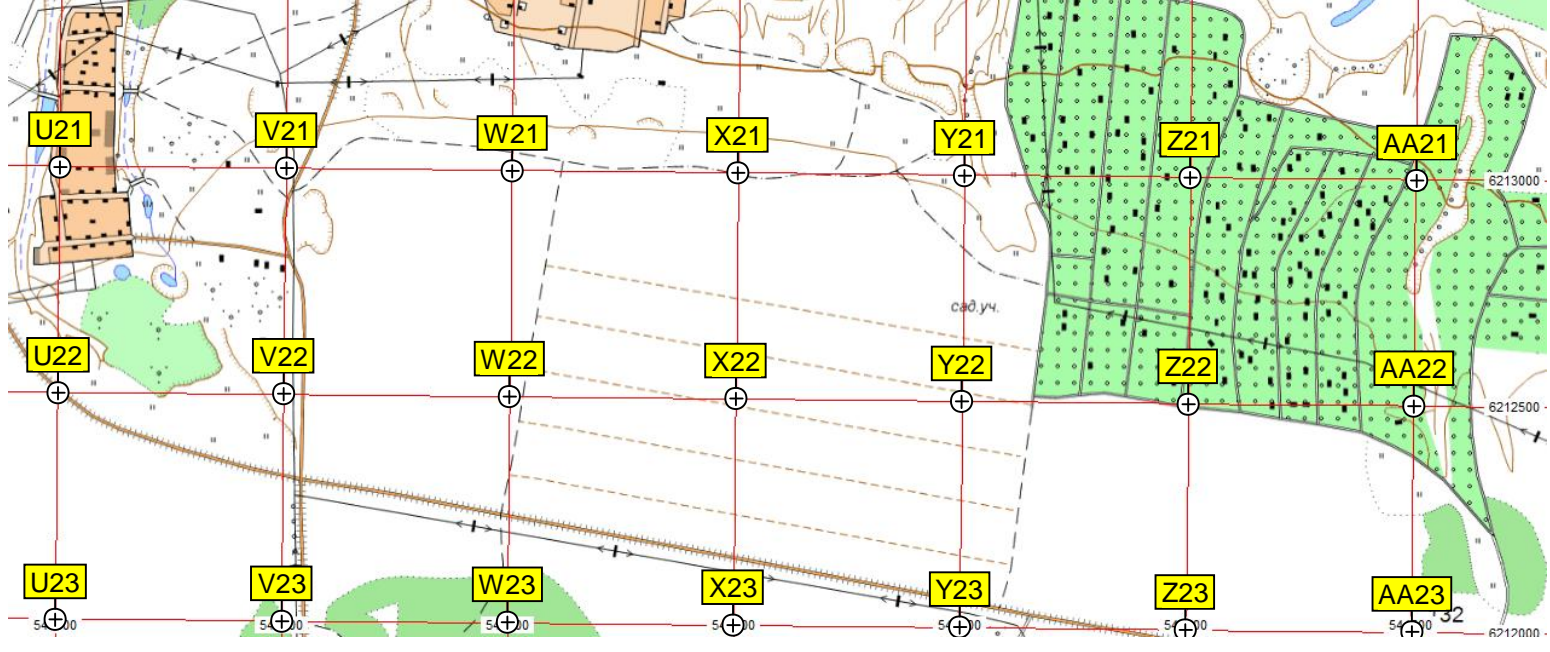 U21
V21
W21
X21
Y21
Z21
AA21
6213000
сад.уч.
U22
V22
W22
X22
Y22
Z22
AA22
6212500
U23
V23
W23
X23
Y23
Z23
AA23
32
6212000